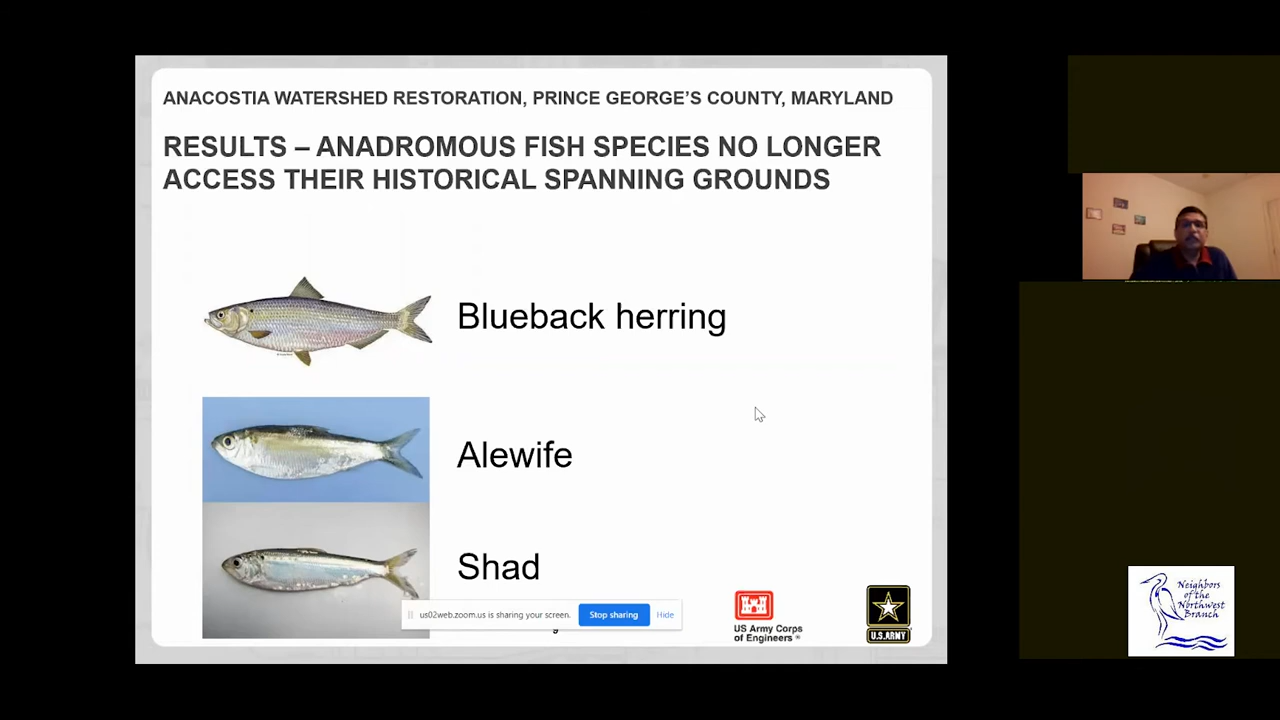 ANACOSTIA WATERSHED RESTORATION, PRINCE GEORGE'S COUNTY, MARYLAND
RESULTS – ANADROMOUS FISH SPECIES NO LONGER
ACCESS THEIR HISTORICAL SPANNING GROUNDS
Blueback herring
Alewife
Shad
us02web.zoom.us is sharing your screen.
Stop sharing
Hide
US Army Corps
of Engineers ®
U.S.ARMY
Neighbors
of the
Northwest
Branch